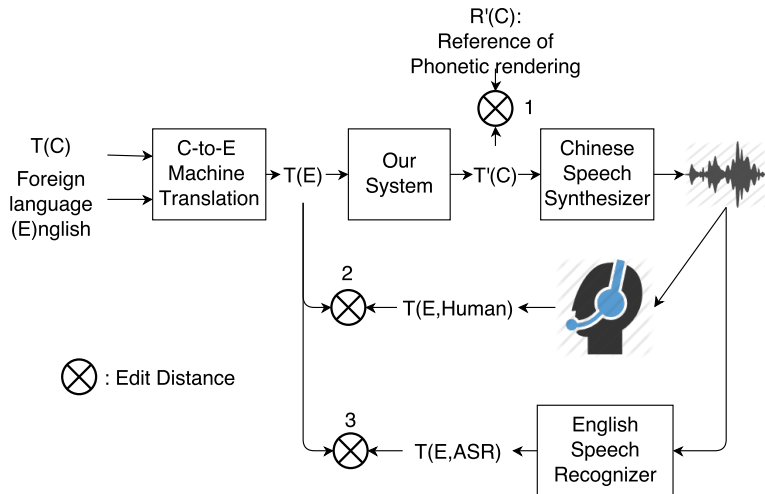 R'(C):
Reference of
Phonetic rendering
1
T(C)
Foreign
language
(E)nglish
C-to-E
Machine
Translation
T(E)
Our
System
T'(C)
Chinese
Speech
Synthesizer
2
T(E,Human)
: Edit Distance
3
T(E,ASR)
English
Speech
Recognizer